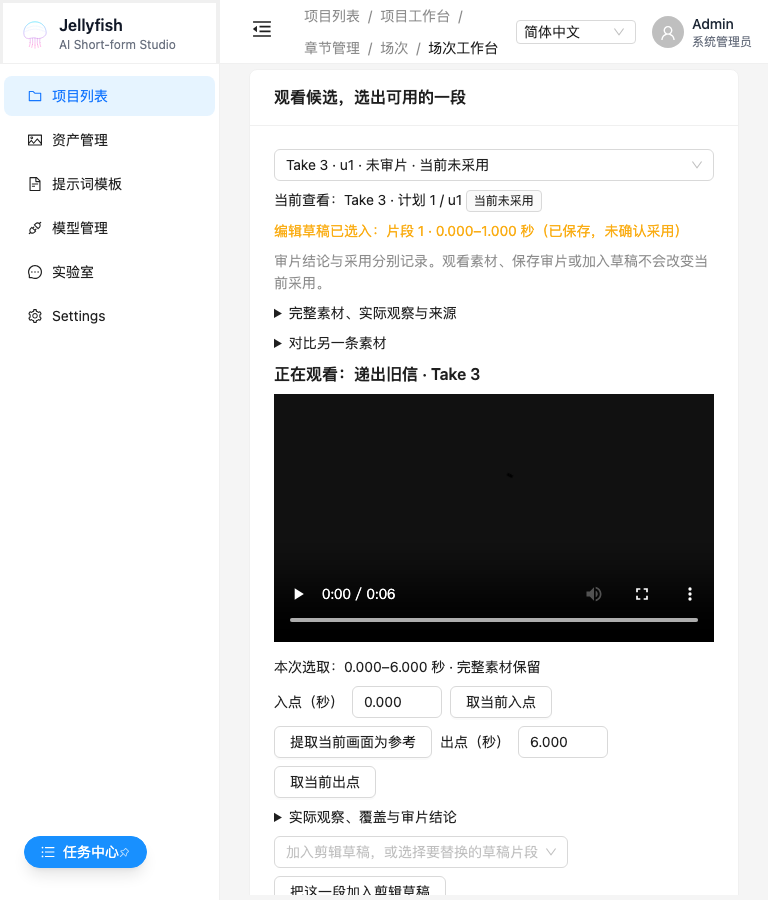 Jellyfish
AI Short-form Studio
项目列表
资产管理
提示词模板
模型管理
实验室
Settings
任务中心
项目列表 / 项目工作台 /
章节管理 / 场次 / 场次工作台
简体中文
Admin
系统管理员
观看候选，选出可用的一段
Take 3 · u1 · 未审片 · 当前未采用
当前查看：Take 3 · 计划 1 / u1 当前未采用
编辑草稿已选入：片段 1 · 0.000–1.000 秒（已保存，未确认采用）
审片结论与采用分别记录。观看素材、保存审片或加入草稿不会改变当
前采用。
完整素材、实际观察与来源
对比另一条素材
正在观看：递出旧信 · Take 3
0:00 / 0:06
本次选取：0.000–6.000 秒 · 完整素材保留
入点（秒） 0.000 取当前入点
提取当前画面为参考 出点（秒） 6.000
取当前出点
实际观察、覆盖与审片结论
加入剪辑草稿，或选择要替换的草稿片段
把这一段加入剪辑草稿